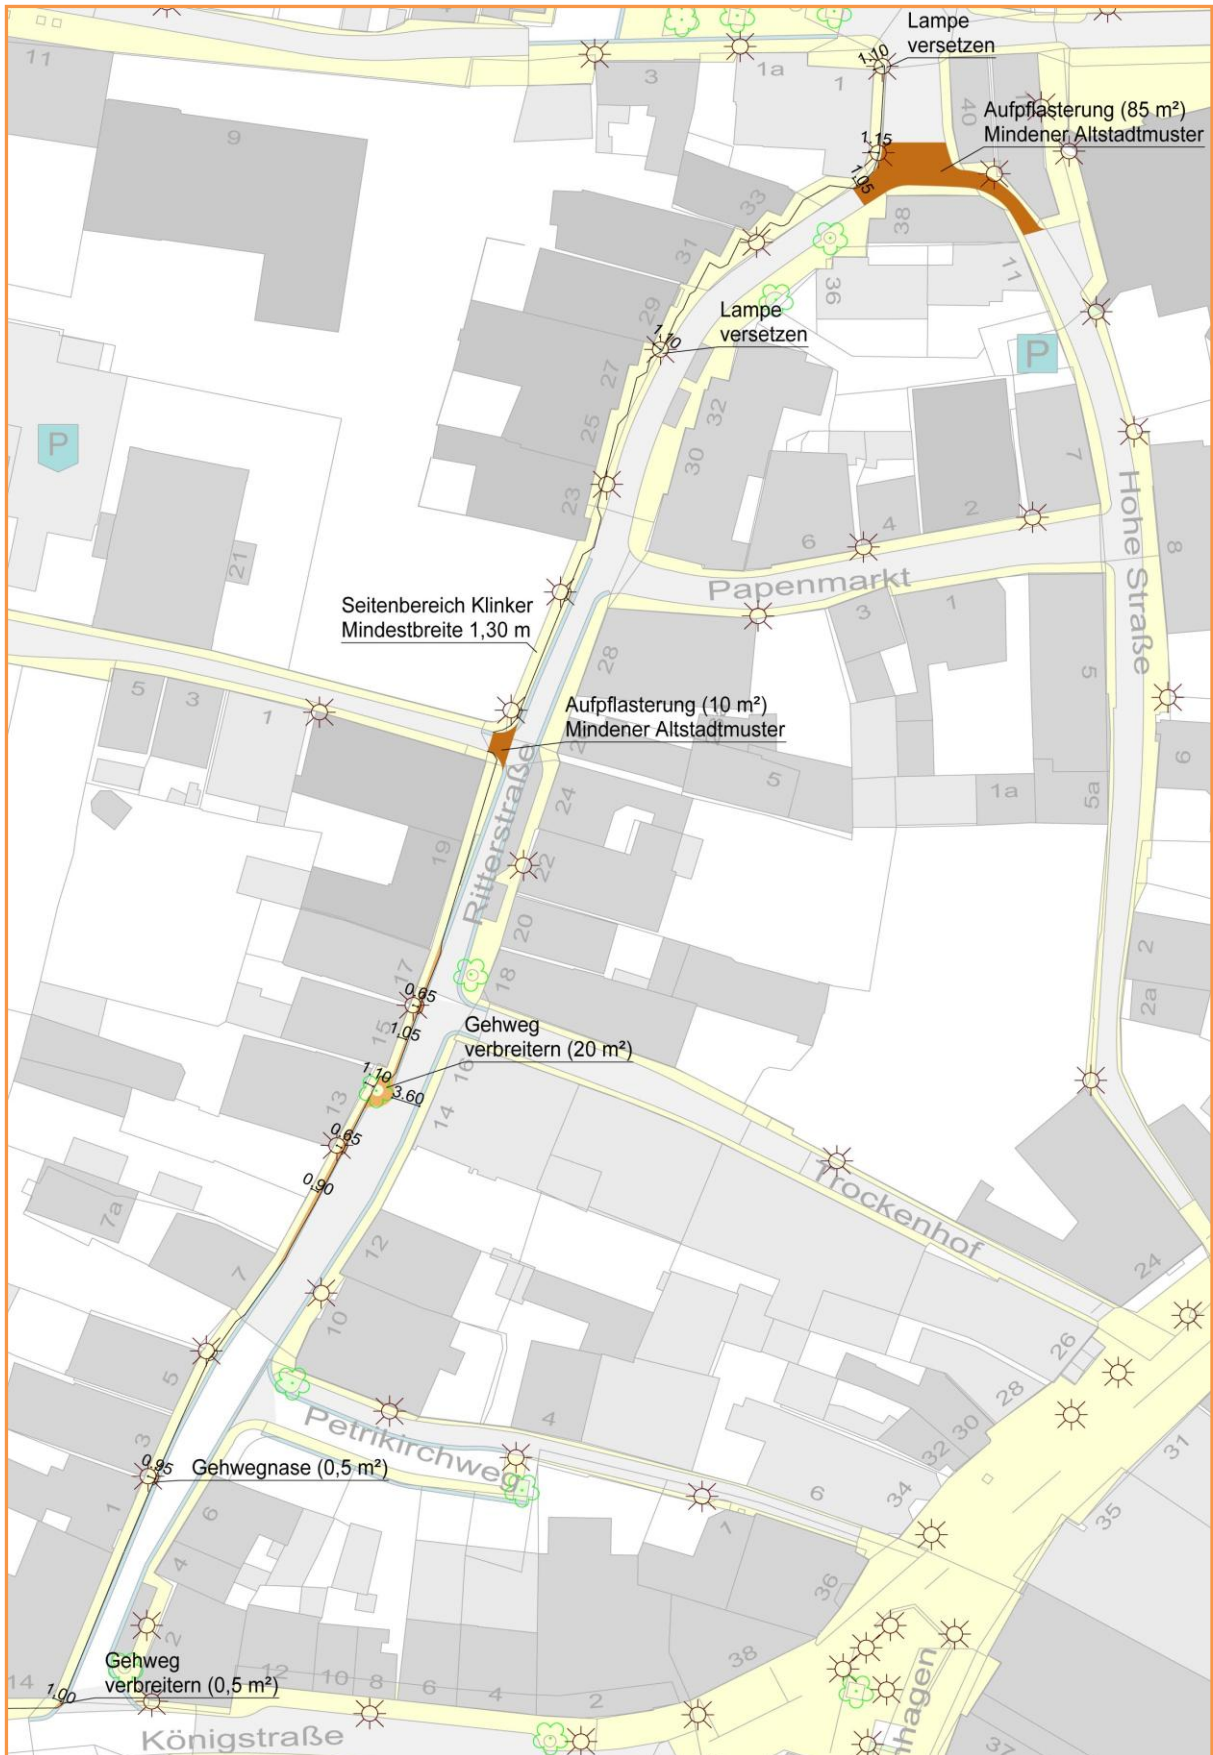 Lampe
versetzen
1,10
11
3
1a
1
40
1
Aufpflasterung (85 m²)
Mindener Altstadtmuster
9
1,15
1,05
33
38
31
11
36
29
Lampe
versetzen
1,10
P
27
32
25
P
30
7
Hohe Straße
23
2
4
6
8
21
Papenmarkt
Seitenbereich Klinker
Mindestbreite 1,30 m
3
1
28
5
5
3
1
Aufpflasterung (10 m²)
Mindener Altstadtmuster
9
5
24
1a
5a
Ritterstraße
19
22
20
2
17
18
2a
0,65
15
1,05
Gehweg
verbreitern (20 m²)
16
1,10
3.60
13
14
0,65
0,90
Trockenhof
7a
12
7
24
10
26
5
28
4
30
3
Petrikirchweg
32
31
0,95
Gehwegnase (0,5 m²)
1
6
6
34
35
1
4
36
2
38
Gehweg
verbreitern (0,5 m²)
14
1,00
12
10
8
6
4
2
nhagen
Königstraße
37